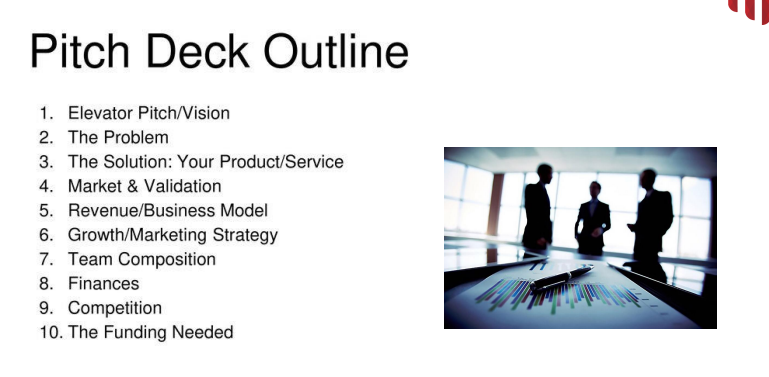 Pitch Deck Outline
1. Elevator Pitch/Vision
2. The Problem
3. The Solution: Your Product/Service
4. Market & Validation
5. Revenue/Business Model
6. Growth/Marketing Strategy
7. Team Composition
8. Finances
9. Competition
10. The Funding Needed